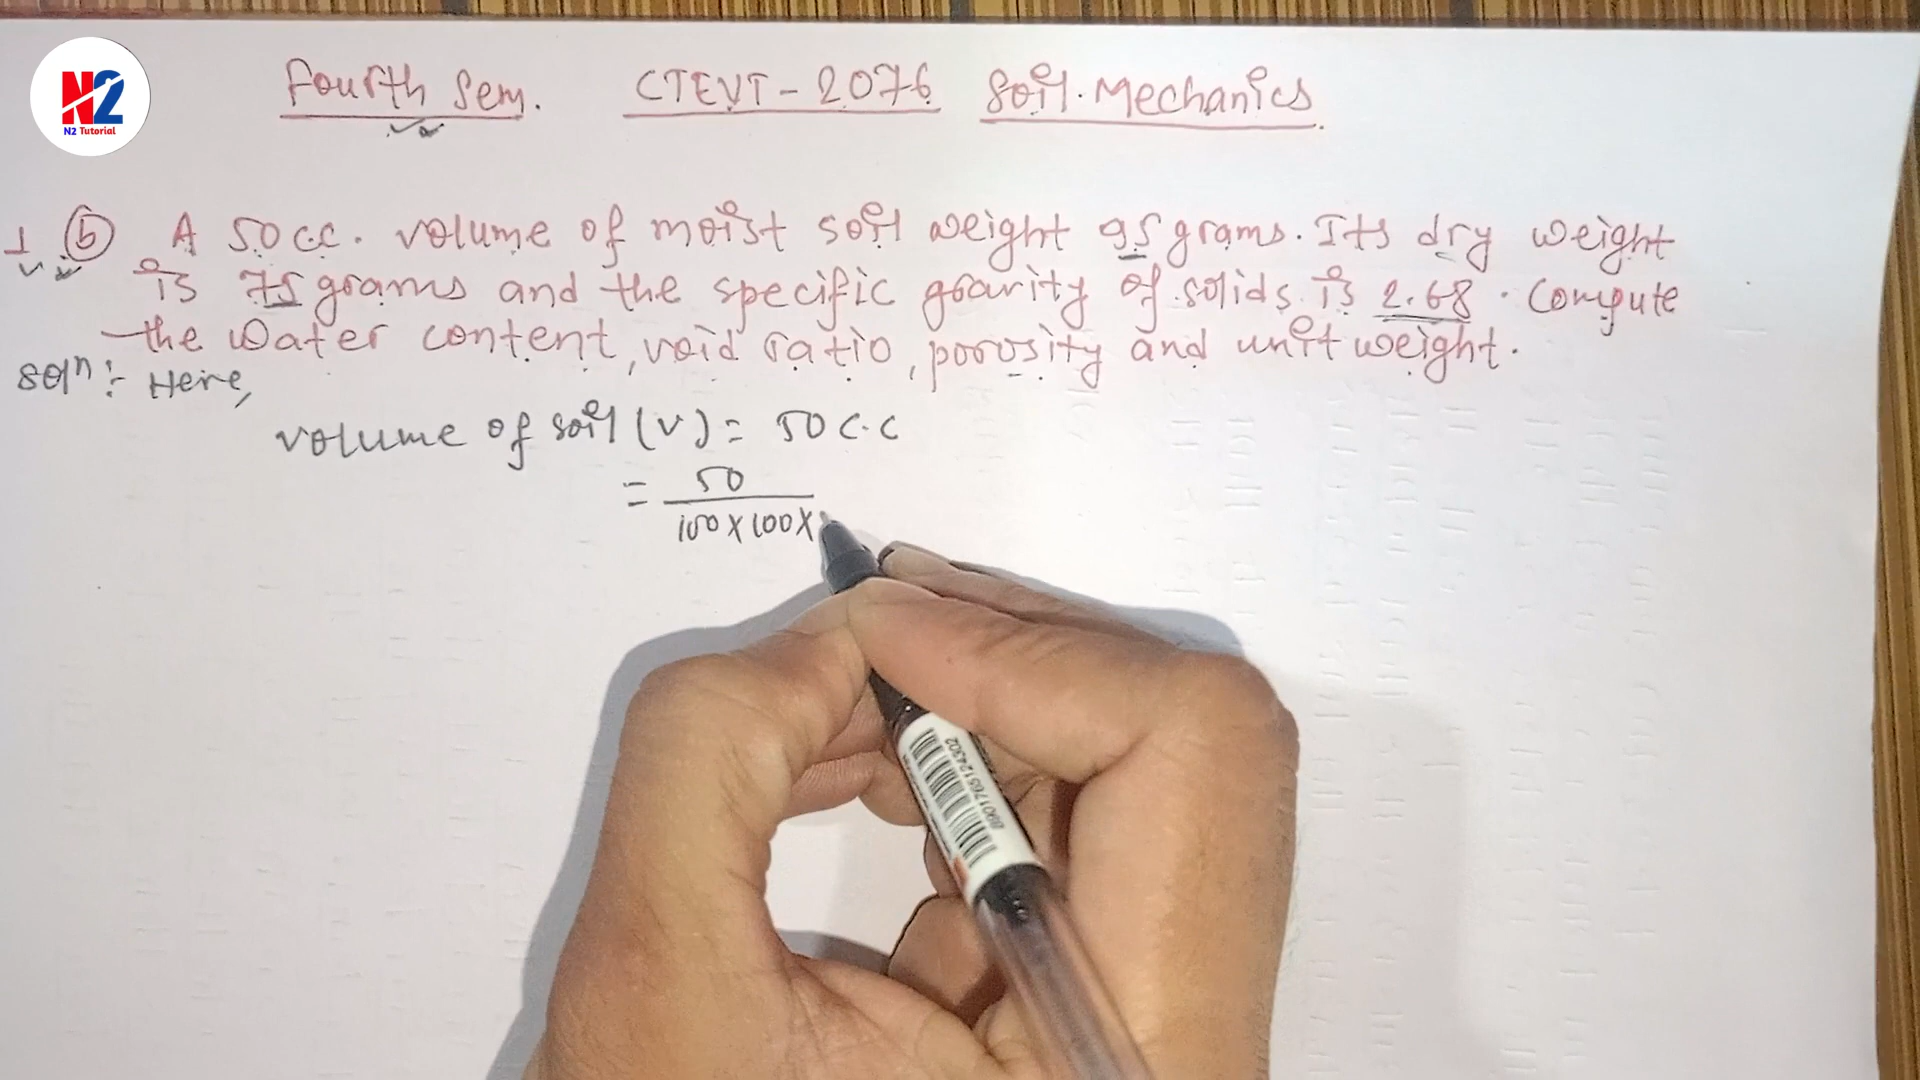 N2
N2 Tutorial
Fourth Sem. CTEVT-2076 Soil.Mechanics
1 (b) A 50 c.c. volume of moist soil weight 95 grams. Its dry weight
is 75 grams and the specific gravity of solids is 2.68. Compute
the water content, void ratio, porosity and unit weight.
Solⁿ:- Here,
volume of soil (v) = 50 c.c
= 50
100×100×
8901765124302